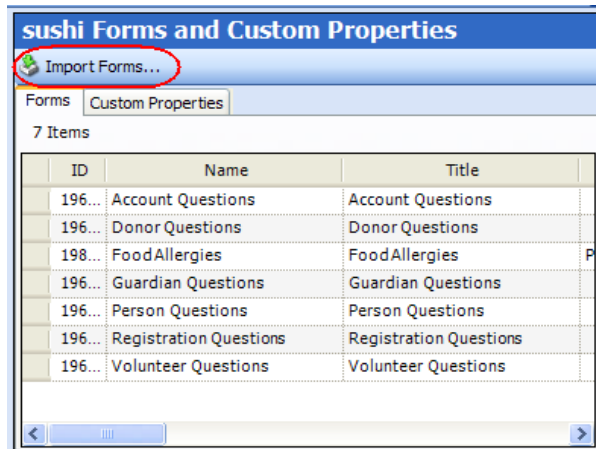 sushi Forms and Custom Properties
Import Forms...
Forms Custom Properties
7 Items
ID Name Title
196... Account Questions Account Questions
196... Donor Questions Donor Questions
198... FoodAllergies FoodAllergies P
196... Guardian Questions Guardian Questions
196... Person Questions Person Questions
196... Registration Questions Registration Questions
196... Volunteer Questions Volunteer Questions